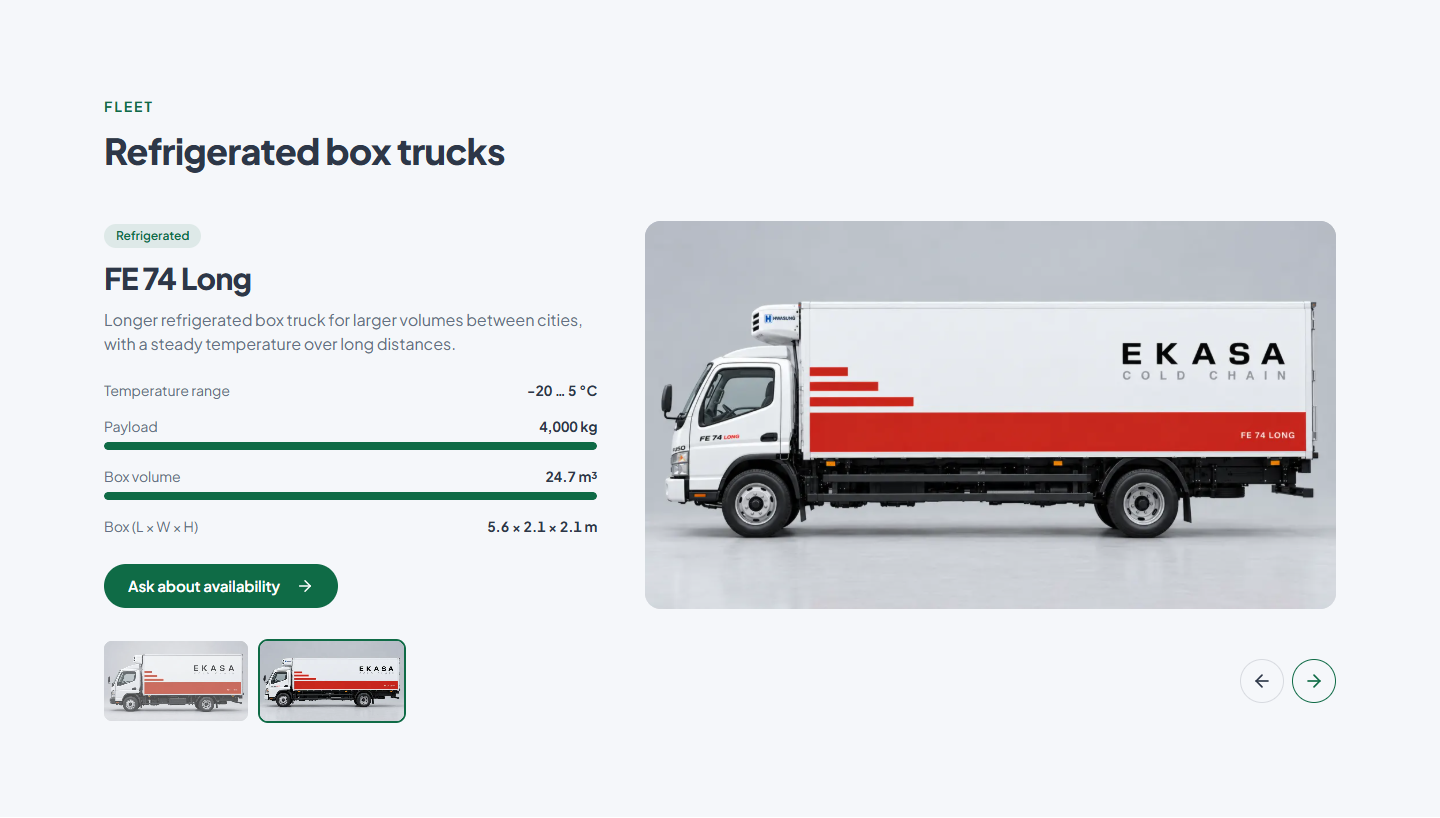 FLEET
Refrigerated box trucks
Refrigerated
FE 74 Long
Longer refrigerated box truck for larger volumes between cities,
with a steady temperature over long distances.
Temperature range
−20 … 5 °C
Payload
4,000 kg
Box volume
24.7 m³
Box (L × W × H)
5.6 × 2.1 × 2.1 m
Ask about availability
HWASUNG
EKASA
COLD CHAIN
FE 74 LONG
FE 74 LONG
EKASA
EKASA